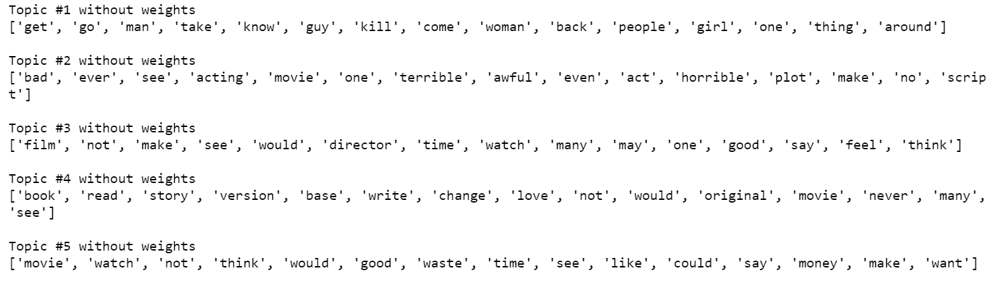 Topic #1 without weights
['get', 'go', 'man', 'take', 'know', 'guy', 'kill', 'come', 'woman', 'back', 'people', 'girl', 'one', 'thing', 'around']
Topic #2 without weights
['bad', 'ever', 'see', 'acting', 'movie', 'one', 'terrible', 'awful', 'even', 'act', 'horrible', 'plot', 'make', 'no', 'scrip
t']
Topic #3 without weights
['film', 'not', 'make', 'see', 'would', 'director', 'time', 'watch', 'many', 'may', 'one', 'good', 'say', 'feel', 'think']
Topic #4 without weights
['book', 'read', 'story', 'version', 'base', 'write', 'change', 'love', 'not', 'would', 'original', 'movie', 'never', 'many',
'see']
Topic #5 without weights
['movie', 'watch', 'not', 'think', 'would', 'good', 'waste', 'time', 'see', 'like', 'could', 'say', 'money', 'make', 'want']